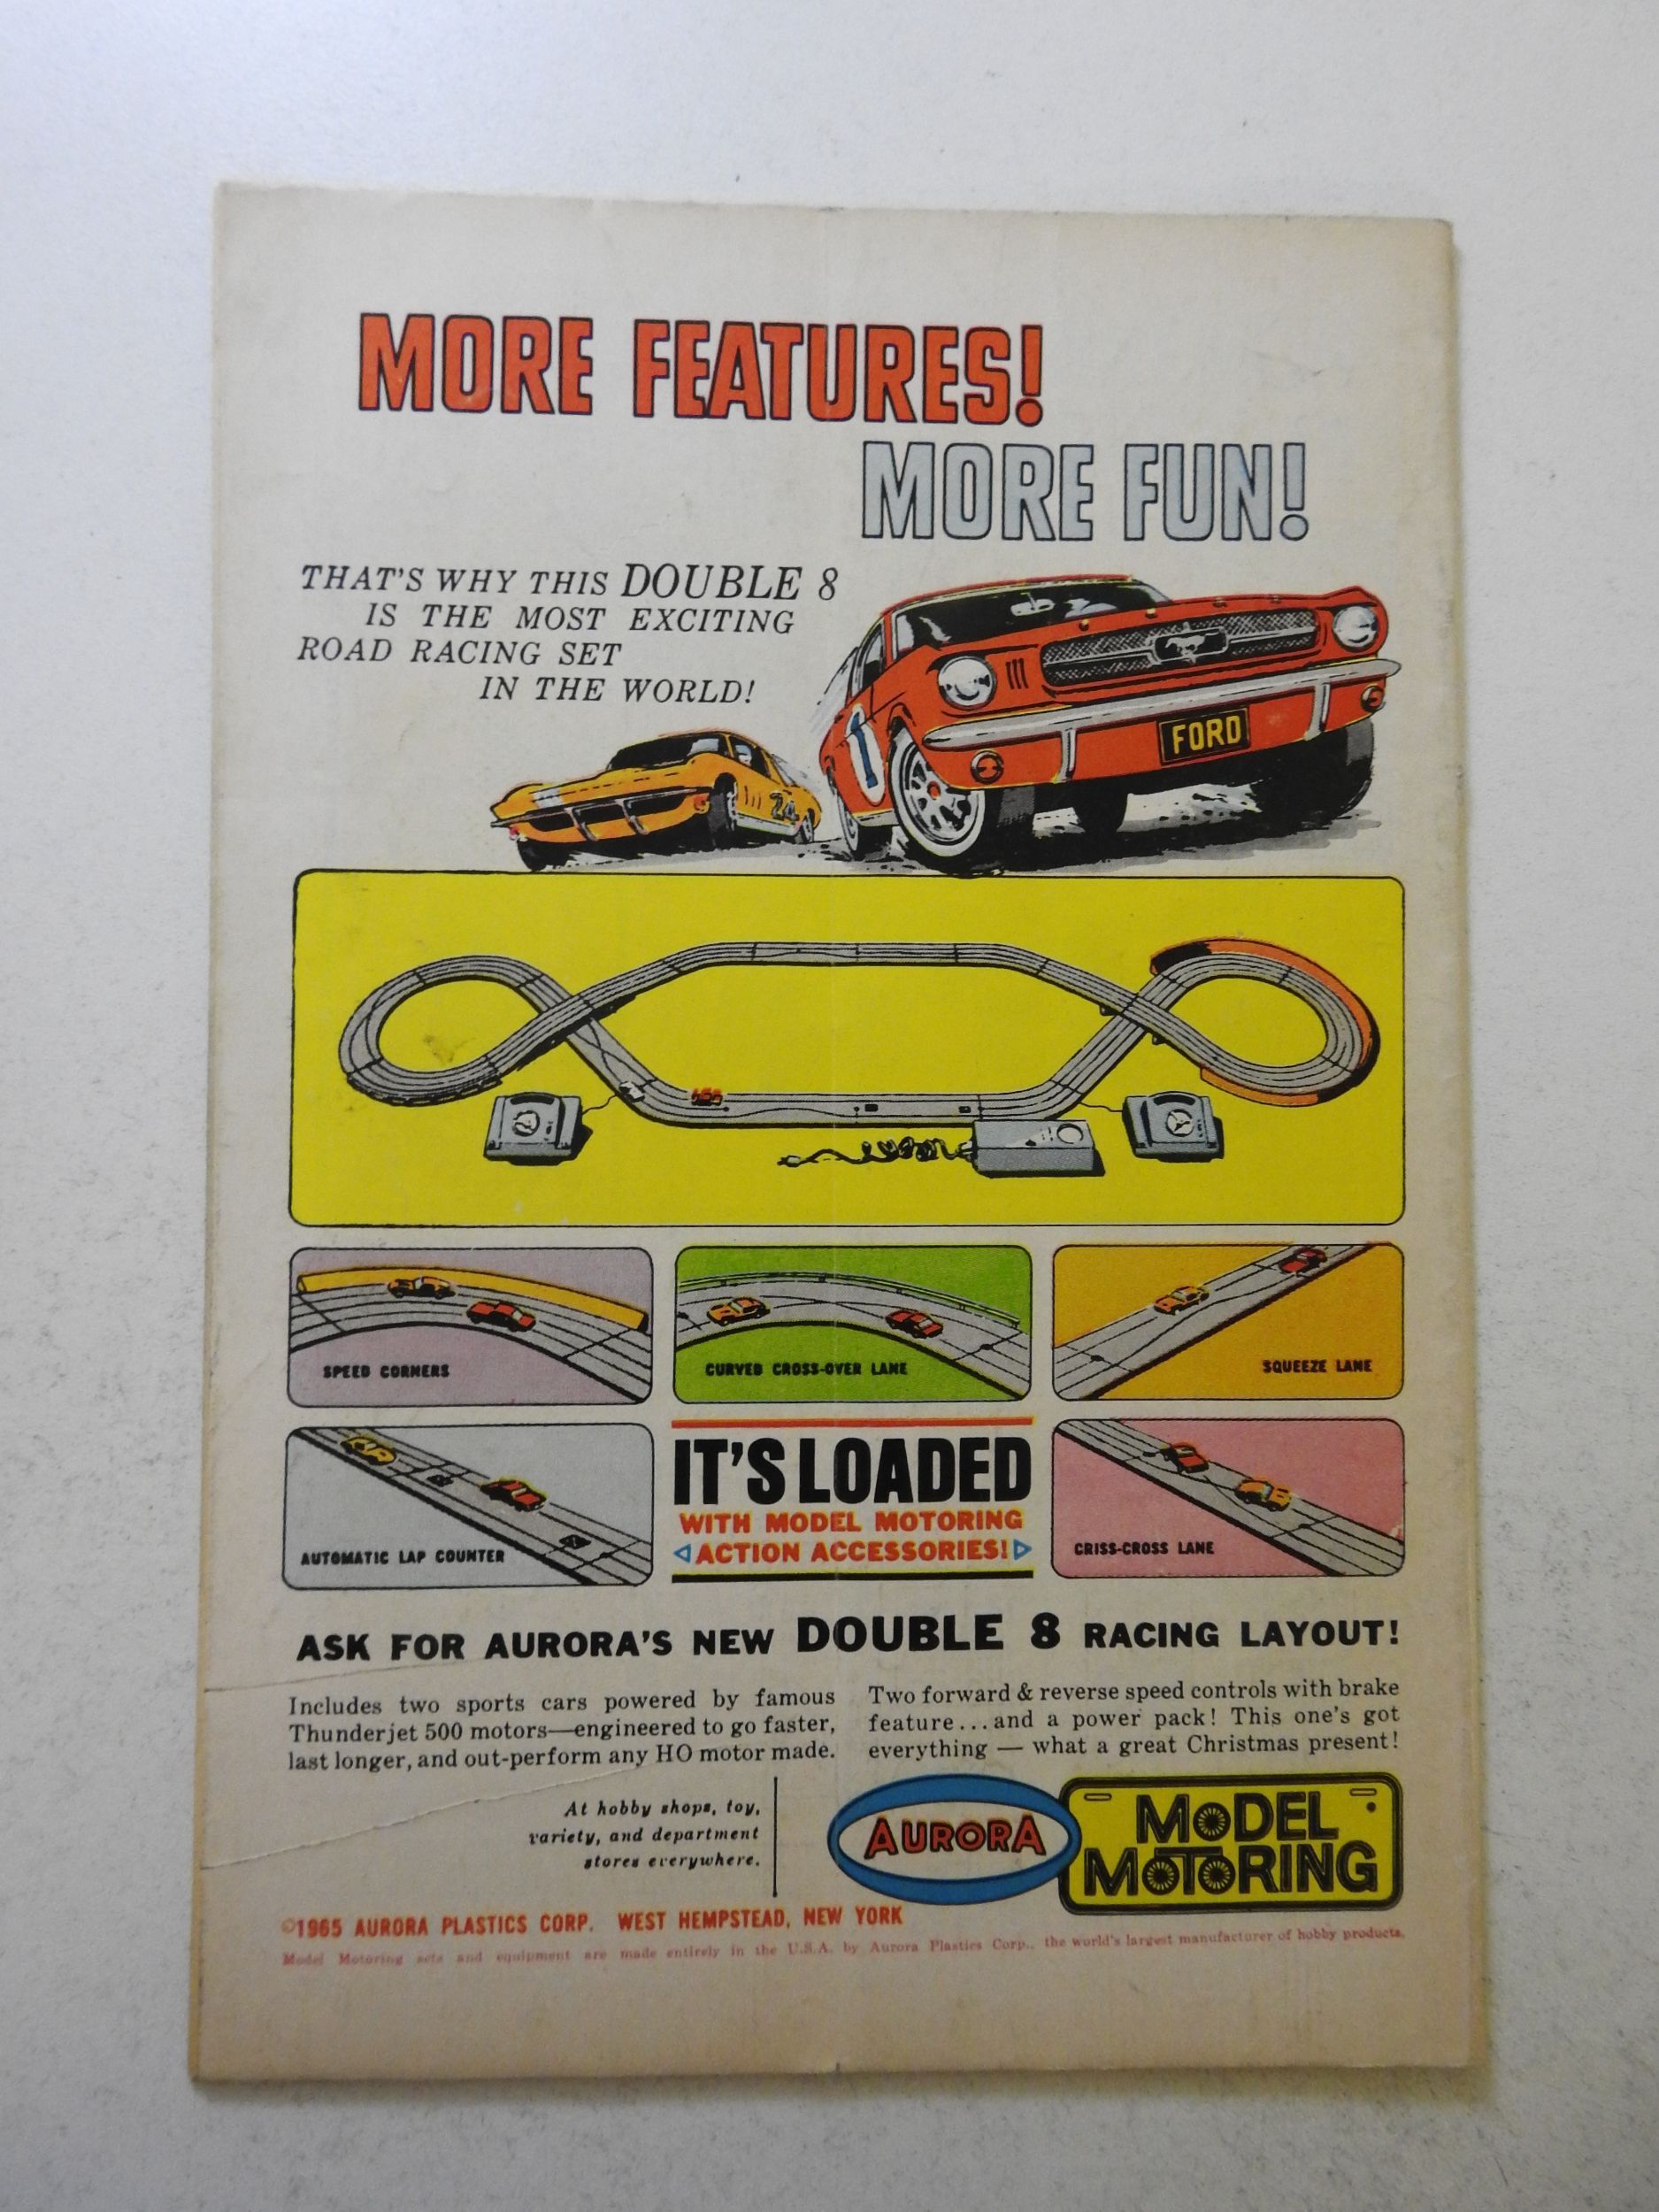 MORE FEATURES!
MORE FUN!
THAT'S WHY THIS DOUBLE 8
IS THE MOST EXCITING
ROAD RACING SET
IN THE WORLD!
1
FORD
24
SPEED CORNERS
CURVED CROSS-OVER LANE
SQUEEZE LANE
AUTOMATIC LAP COUNTER
IT'S LOADED
WITH MODEL MOTORING
ACTION ACCESSORIES!
CRISS-CROSS LANE
ASK FOR AURORA'S NEW DOUBLE 8 RACING LAYOUT!
Includes two sports cars powered by famous
Thunderjet 500 motors—engineered to go faster,
last longer, and out-perform any HO motor made.
Two forward & reverse speed controls with brake
feature...and a power pack! This one's got
everything — what a great Christmas present!
At hobby shops, toy,
variety, and department
stores everywhere.
AURORA
MODEL
MOTORING
©1965 AURORA PLASTICS CORP. WEST HEMPSTEAD, NEW YORK
Model Motoring sets and equipment are made entirely in the U.S.A. by Aurora Plastics Corp., the world's largest manufacturer of hobby products.